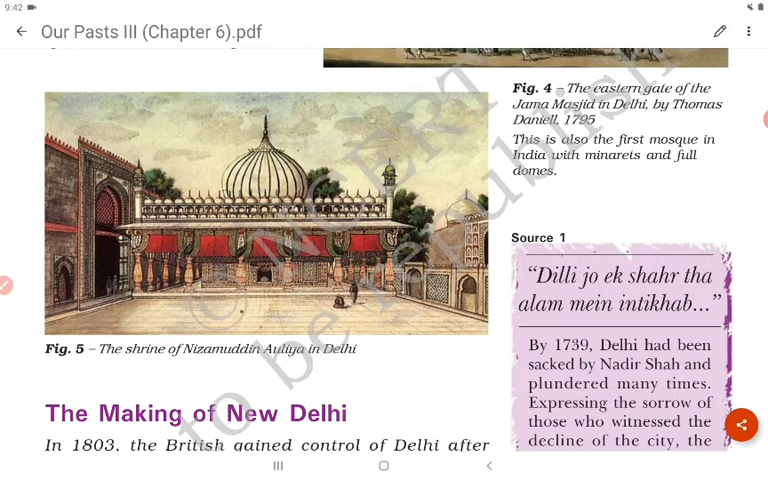 9:42
Our Pasts III (Chapter 6).pdf
Fig. 4 – The eastern gate of the
Jama Masjid in Delhi, by Thomas
Daniell, 1795
This is also the first mosque in
India with minarets and full
domes.
Fig. 5 – The shrine of Nizamuddin Auliya in Delhi
The Making of New Delhi
In 1803, the British gained control of Delhi after
Source 1
“Dilli jo ek shahr tha
alam mein intikhab...”
By 1739, Delhi had been
sacked by Nadir Shah and
plundered many times.
Expressing the sorrow of
those who witnessed the
decline of the city, the
© NCERT
to be republished